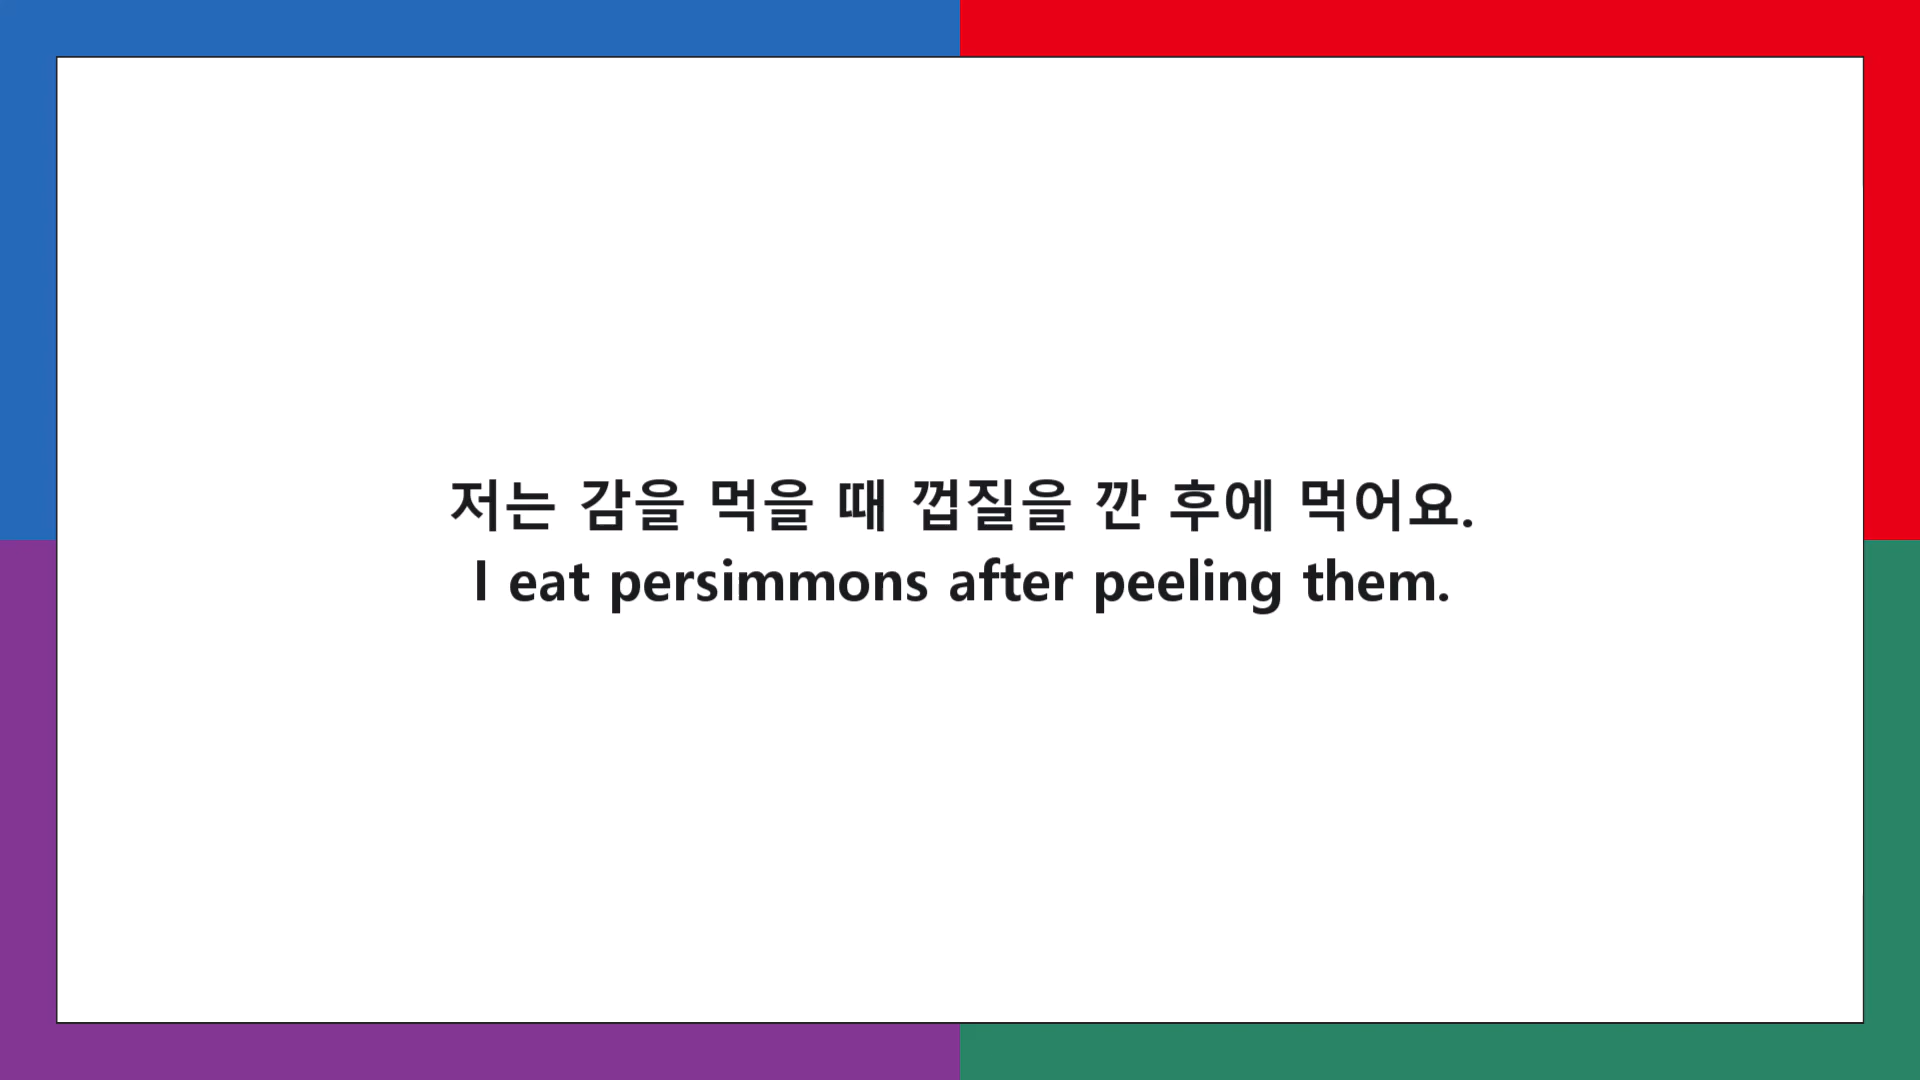 저는 감을 먹을 때 껍질을 깐 후에 먹어요.
I eat persimmons after peeling them.